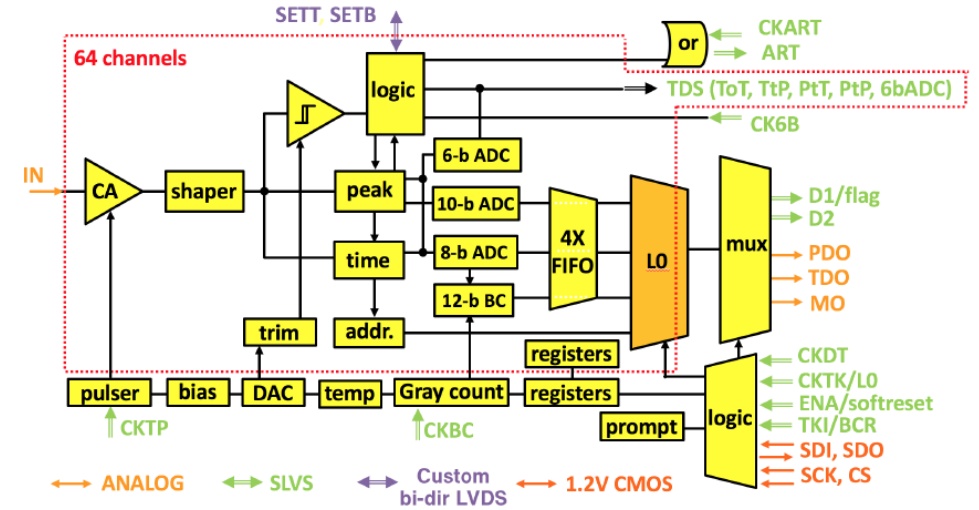 SETT, SETB
CKART
ART
or
64 channels
logic
TDS (ToT, TtP, PtT, PtP, 6bADC)
CK6B
IN
CA
shaper
peak
6-b ADC
10-b ADC
time
8-b ADC
12-b BC
4X
FIFO
L0
mux
D1/flag
D2
PDO
TDO
MO
trim
addr.
registers
pulser
bias
DAC
temp
Gray count
registers
prompt
logic
CKDT
CKTK/L0
ENA/softreset
TKI/BCR
SDI, SDO
SCK, CS
CKTP
CKBC
ANALOG
SLVS
Custom
bi-dir LVDS
1.2V CMOS